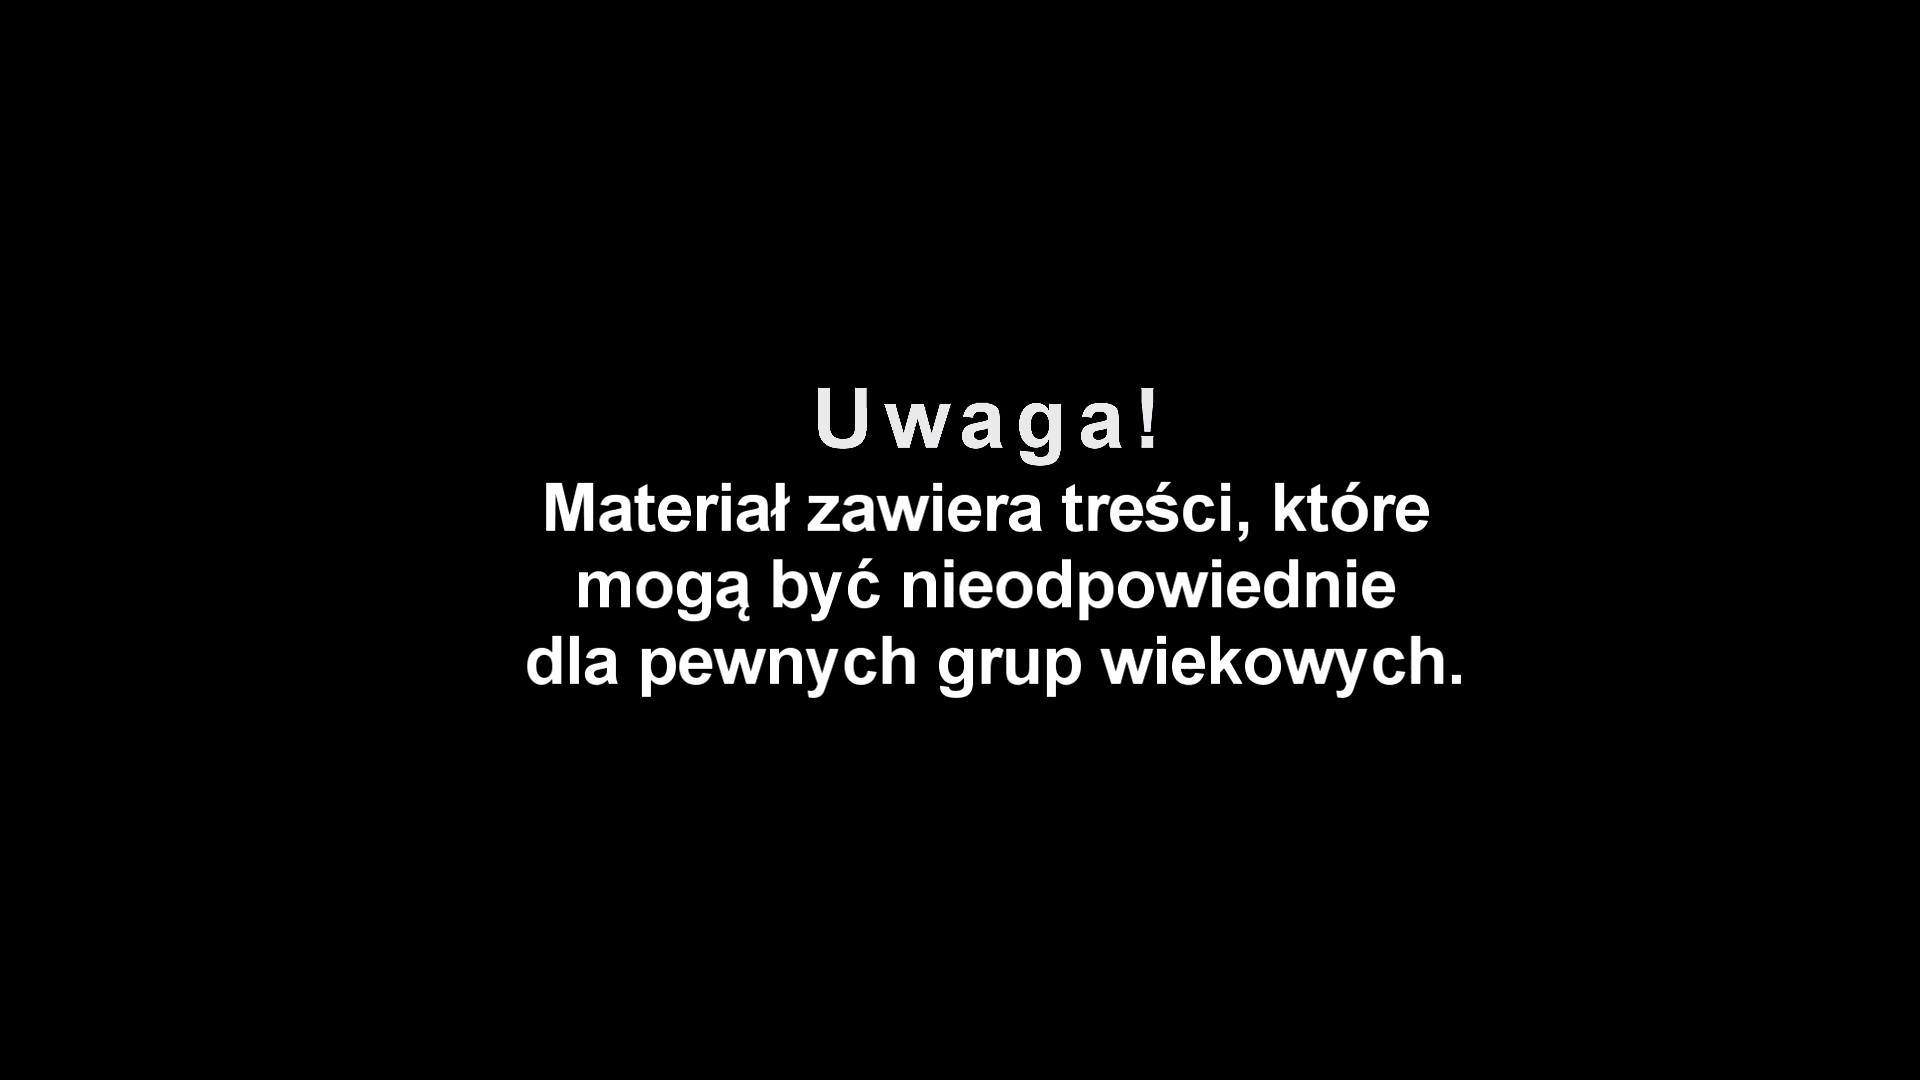 Uwaga!
Materiał zawiera treści, które
mogą być nieodpowiednie
dla pewnych grup wiekowych.